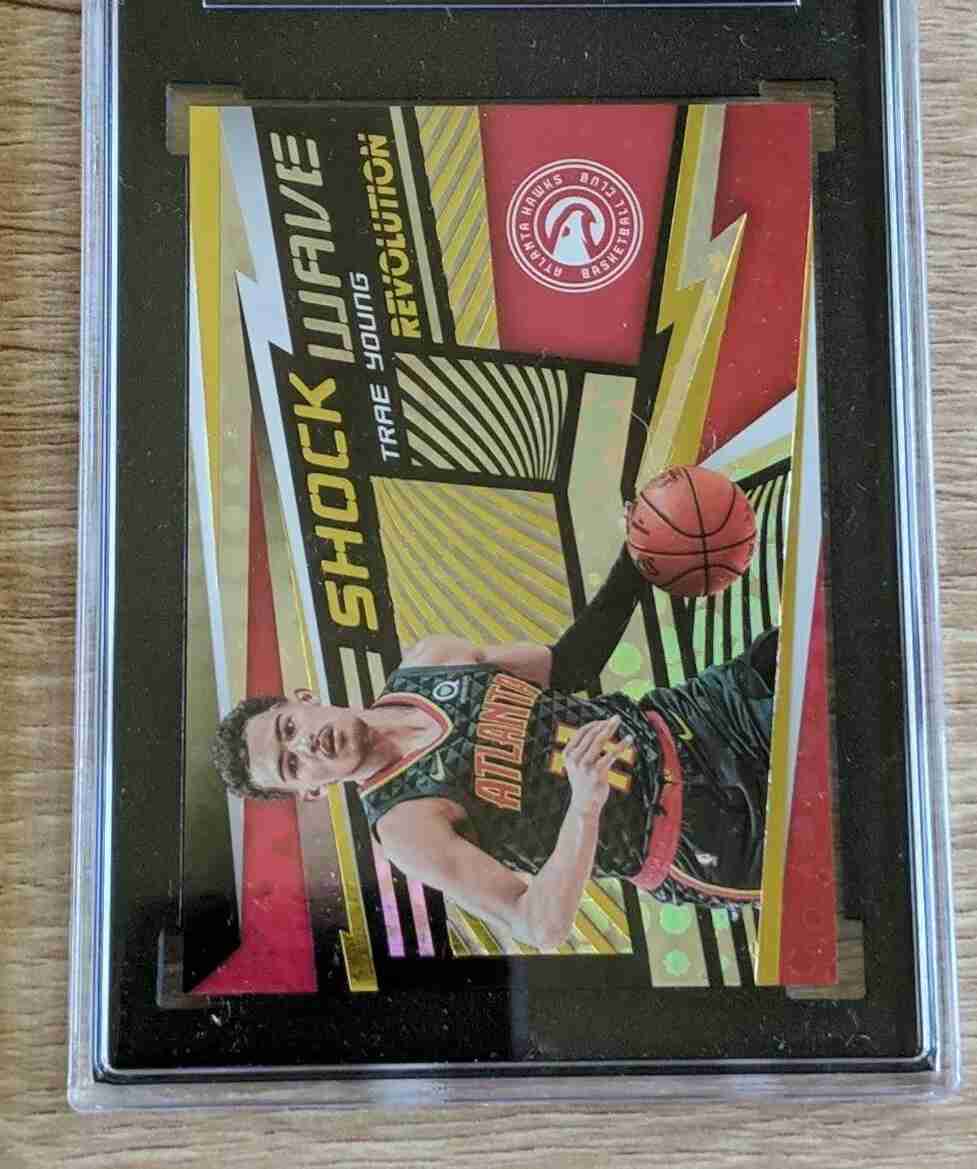 SHOCK WAVE
TRAE YOUNG
REVOLUTION
ATLANTA HAWKS
BASKETBALL CLUB
ATLANTA
11